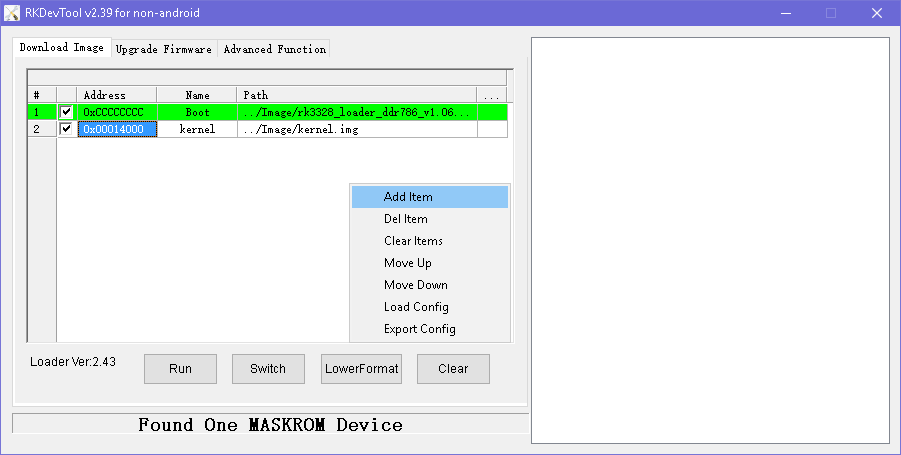 RKDevTool v2.39 for non-android
Download Image Upgrade Firmware Advanced Function
# Address Name Path ...
1 0xCCCCCCCC Boot ../Image/rk3328_loader_ddr786_v1.06...
2 0x00014000 kernel ../Image/kernel.img
Add Item
Del Item
Clear Items
Move Up
Move Down
Load Config
Export Config
Loader Ver:2.43 Run Switch LowerFormat Clear
Found One MASKROM Device